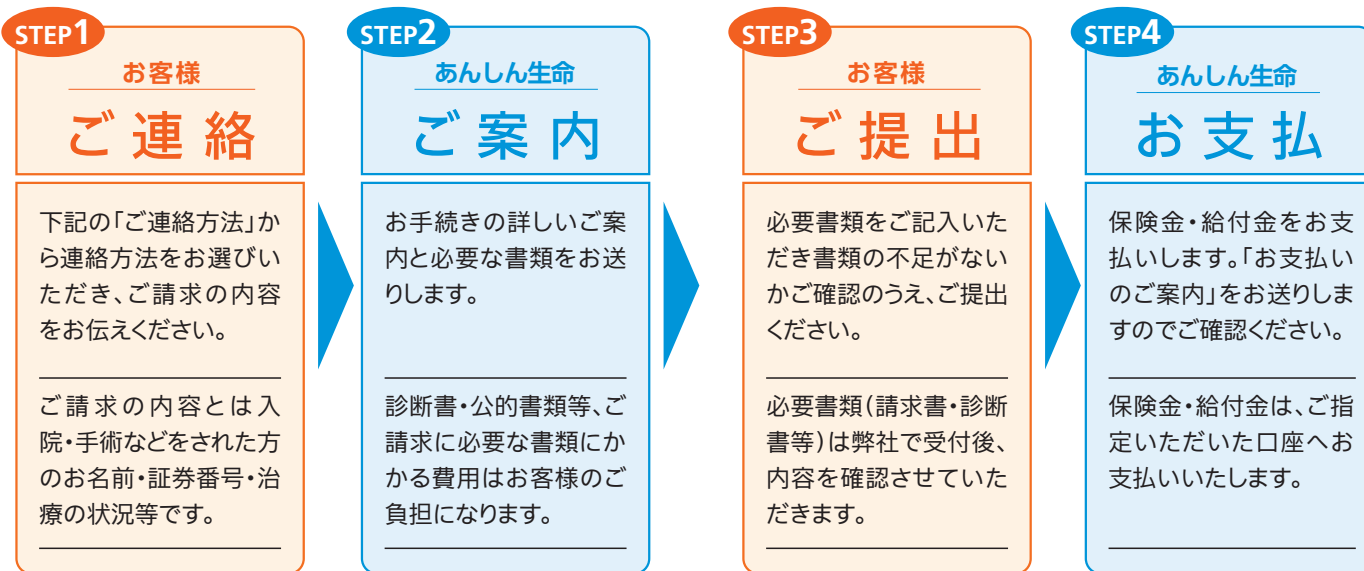 STEP1
お客様
ご連絡
下記の「ご連絡方法」か
ら連絡方法をお選びい
ただき、ご請求の内容
をお伝えください。
ご請求の内容とは入
院・手術などをされた方
のお名前・証券番号・治
療の状況等です。
STEP2
あんしん生命
ご案内
お手続きの詳しいご案
内と必要な書類をお送
りします。
診断書・公的書類等、ご
請求に必要な書類にか
かる費用はお客様のご
負担になります。
STEP3
お客様
ご提出
必要書類をご記入いた
だき書類の不足がない
かご確認のうえ、ご提出
ください。
必要書類(請求書・診断
書等)は弊社で受付後、
内容を確認させていた
だきます。
STEP4
あんしん生命
お支払
保険金・給付金をお支
払いします。「お支払い
のご案内」をお送りしま
すのでご確認ください。
保険金・給付金は、ご指
定いただいた口座へお
支払いいたします。